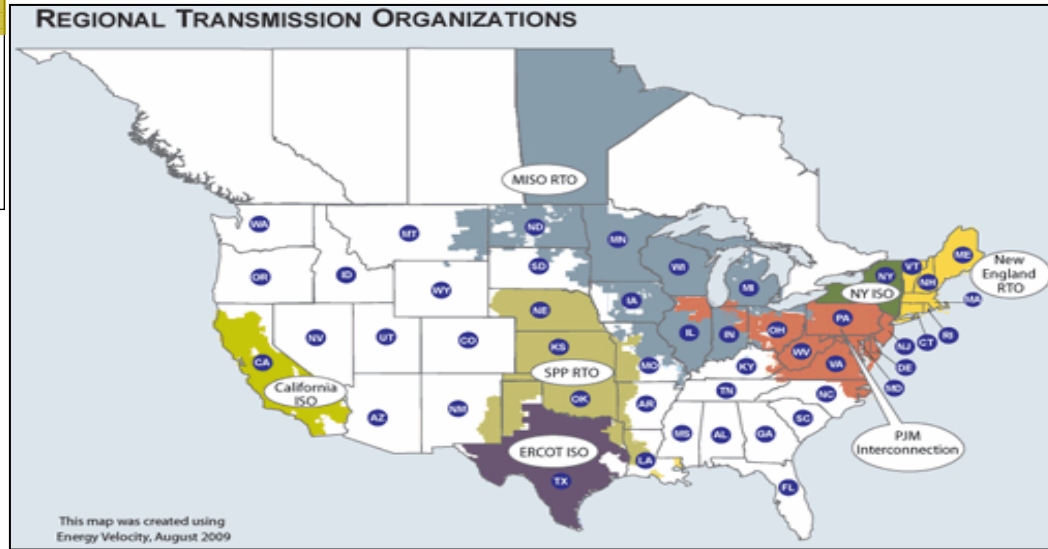 REGIONAL TRANSMISSION ORGANIZATIONS
MISO RTO
WA
MT
ND
MN
OR
ID
WY
SD
WI
MI
NY
VT
ME
NH
New
England
RTO
NY ISO
MA
NV
UT
CO
NE
IA
IL
IN
OH
PA
RI
CT
NJ
CA
KS
MO
KY
WV
VA
DE
MD
California
ISO
SPP RTO
AZ
NM
OK
AR
TN
NC
SC
MS
AL
GA
PJM
Interconnection
ERCOT ISO
TX
LA
FL
This map was created using
Energy Velocity, August 2009